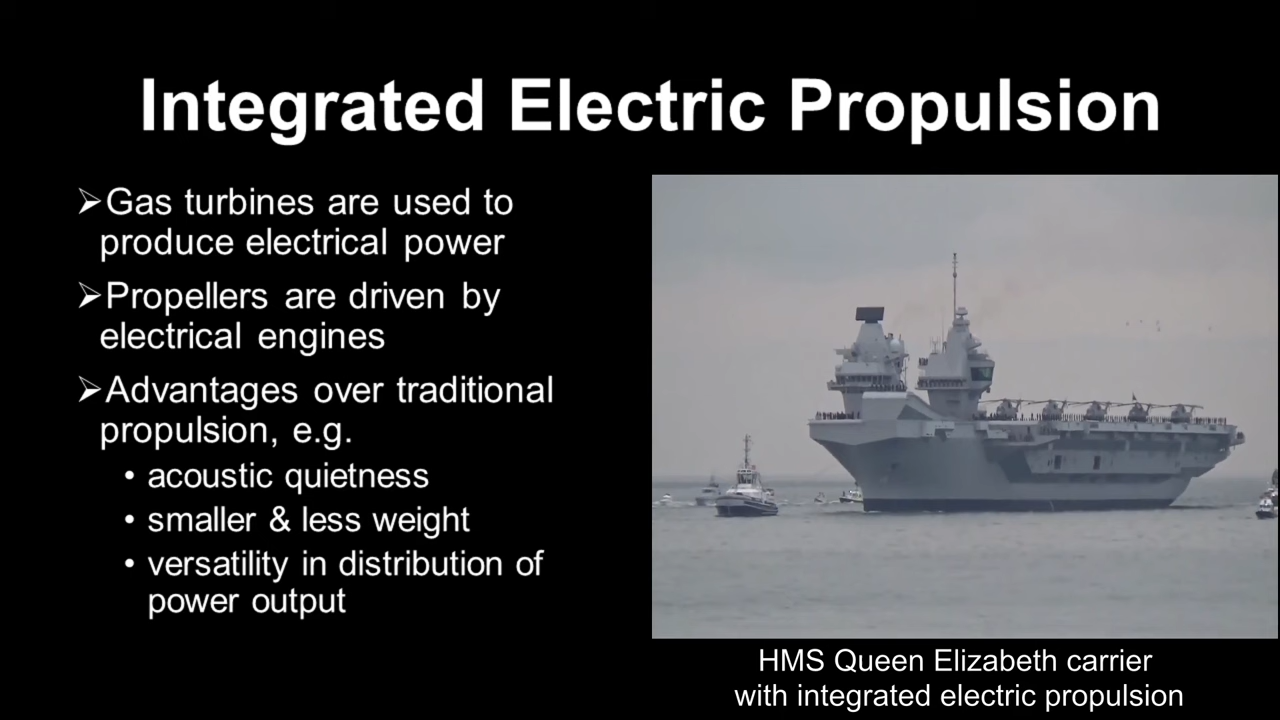 Integrated Electric Propulsion
➢Gas turbines are used to
produce electrical power
➢Propellers are driven by
electrical engines
➢Advantages over traditional
propulsion, e.g.
• acoustic quietness
• smaller & less weight
• versatility in distribution of
power output
HMS Queen Elizabeth carrier
with integrated electric propulsion